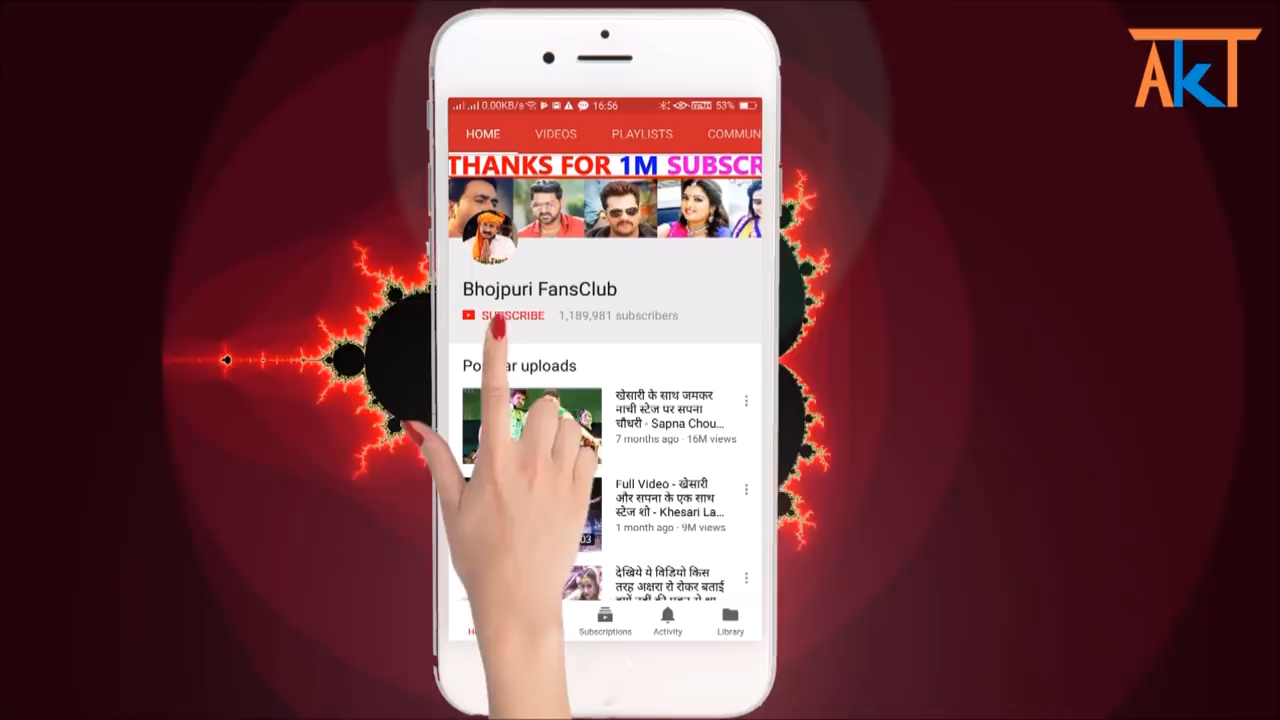 AKT
0.00KB/s 16:56 53%
HOME VIDEOS PLAYLISTS COMMUN
THANKS FOR 1M SUBSCR
Bhojpuri FansClub
SUBSCRIBE 1,189,981 subscribers
uploads
खेसारी के साथ जमकर
नाची स्टेज पर सपना
चौधरी - Sapna Chou...
7 months ago · 16M views
Full Video - खेसारी
और सपना के एक साथ
स्टेज शो - Khesari La...
1 month ago · 9M views
03
देखिये ये विडियो किस
तरह अक्षरा रो रोकर बताई
Subscriptions Activity Library